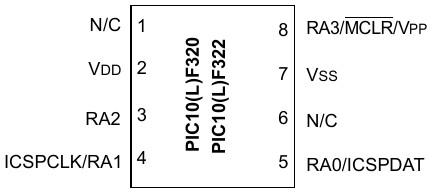 N/C 1
VDD 2
RA2 3
ICSPCLK/RA1 4
PIC10(L)F320
PIC10(L)F322
8 RA3/MCLR/VPP
7 VSS
6 N/C
5 RA0/ICSPDAT